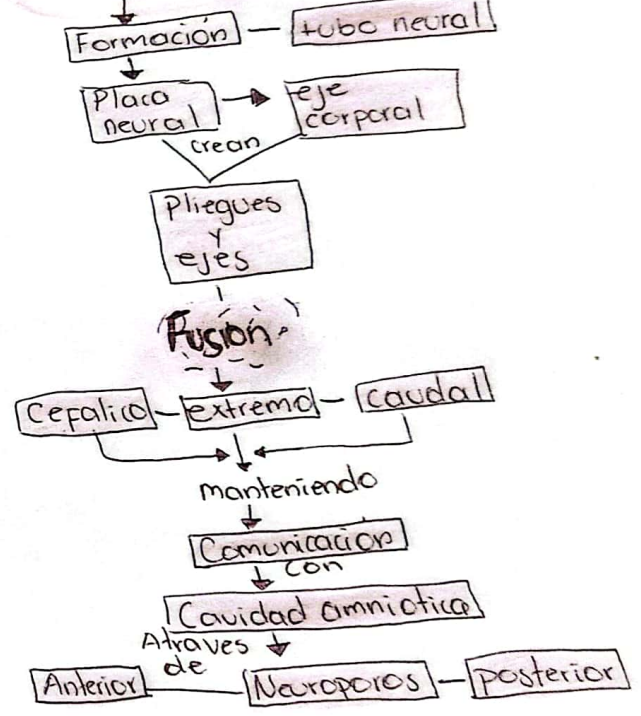 Formación
tubo neural
Placa
neural
eje
corporal
crean
Pliegues
y
ejes
Fusión
Cefalico
extremo
caudal
manteniendo
Comunicación
con
Cavidad amniotica
Atraves
de
Anterior
Neuroporos
posterior